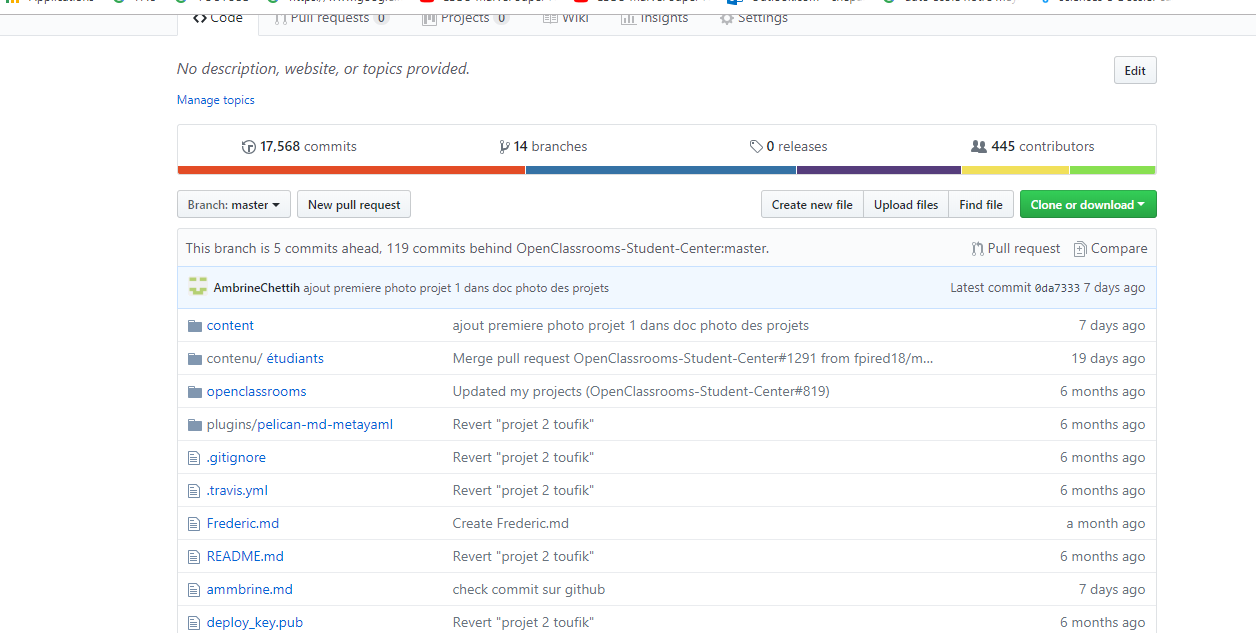 Code Pull requests 0 Projects 0 Wiki Insights Settings
No description, website, or topics provided.
Edit
Manage topics
17,568 commits 14 branches 0 releases 445 contributors
Branch: master New pull request Create new file Upload files Find file Clone or download
This branch is 5 commits ahead, 119 commits behind OpenClassrooms-Student-Center:master. Pull request Compare
AmbrineChettih ajout premiere photo projet 1 dans doc photo des projets Latest commit 0da7333 7 days ago
content ajout premiere photo projet 1 dans doc photo des projets 7 days ago
contenu/ étudiants Merge pull request OpenClassrooms-Student-Center#1291 from fpired18/m... 19 days ago
openclassrooms Updated my projects (OpenClassrooms-Student-Center#819) 6 months ago
plugins/pelican-md-metayaml Revert "projet 2 toufik" 6 months ago
.gitignore Revert "projet 2 toufik" 6 months ago
.travis.yml Revert "projet 2 toufik" 6 months ago
Frederic.md Create Frederic.md a month ago
README.md Revert "projet 2 toufik" 6 months ago
ammbrine.md check commit sur github 7 days ago
deploy_key.pub Revert "projet 2 toufik" 6 months ago